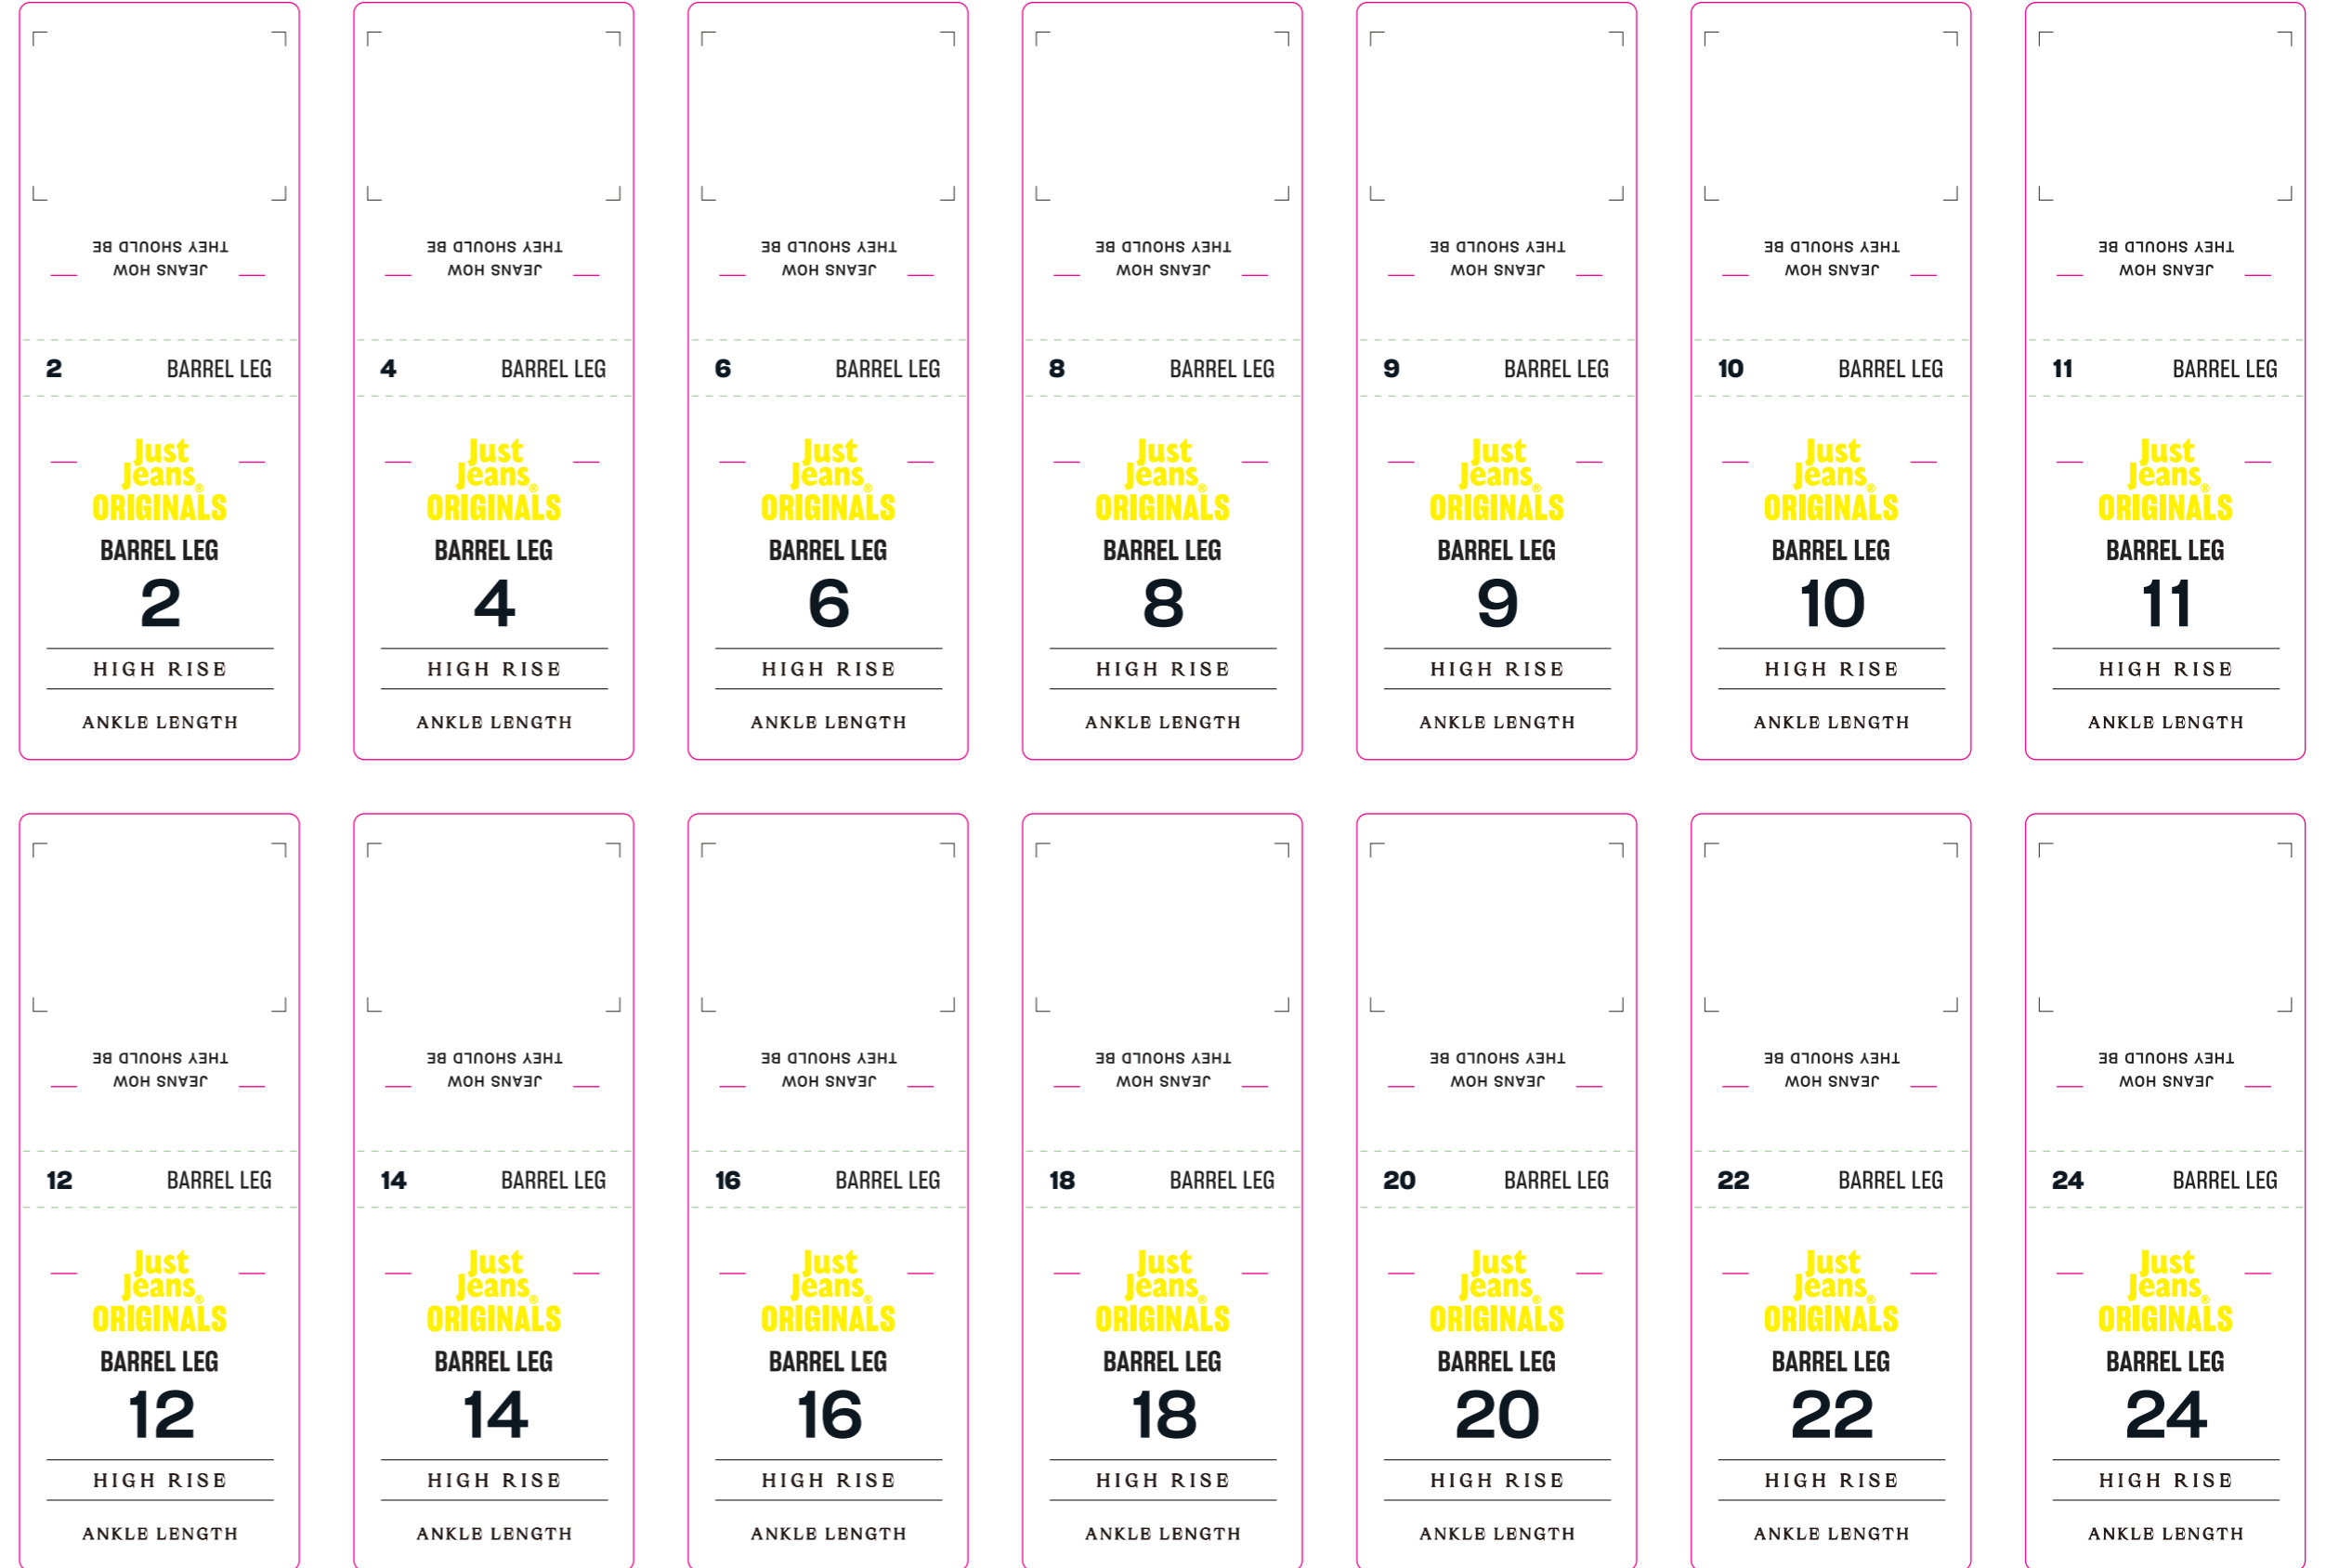 THEY SHOULD BE
JEANS HOW
2 BARREL LEG
Just
Jeans®
ORIGINALS
BARREL LEG
2
HIGH RISE
ANKLE LENGTH
THEY SHOULD BE
JEANS HOW
4 BARREL LEG
Just
Jeans®
ORIGINALS
BARREL LEG
4
HIGH RISE
ANKLE LENGTH
THEY SHOULD BE
JEANS HOW
6 BARREL LEG
Just
Jeans®
ORIGINALS
BARREL LEG
6
HIGH RISE
ANKLE LENGTH
THEY SHOULD BE
JEANS HOW
8 BARREL LEG
Just
Jeans®
ORIGINALS
BARREL LEG
8
HIGH RISE
ANKLE LENGTH
THEY SHOULD BE
JEANS HOW
9 BARREL LEG
Just
Jeans®
ORIGINALS
BARREL LEG
9
HIGH RISE
ANKLE LENGTH
THEY SHOULD BE
JEANS HOW
10 BARREL LEG
Just
Jeans®
ORIGINALS
BARREL LEG
10
HIGH RISE
ANKLE LENGTH
THEY SHOULD BE
JEANS HOW
11 BARREL LEG
Just
Jeans®
ORIGINALS
BARREL LEG
11
HIGH RISE
ANKLE LENGTH
THEY SHOULD BE
JEANS HOW
12 BARREL LEG
Just
Jeans®
ORIGINALS
BARREL LEG
12
HIGH RISE
ANKLE LENGTH
THEY SHOULD BE
JEANS HOW
14 BARREL LEG
Just
Jeans®
ORIGINALS
BARREL LEG
14
HIGH RISE
ANKLE LENGTH
THEY SHOULD BE
JEANS HOW
16 BARREL LEG
Just
Jeans®
ORIGINALS
BARREL LEG
16
HIGH RISE
ANKLE LENGTH
THEY SHOULD BE
JEANS HOW
18 BARREL LEG
Just
Jeans®
ORIGINALS
BARREL LEG
18
HIGH RISE
ANKLE LENGTH
THEY SHOULD BE
JEANS HOW
20 BARREL LEG
Just
Jeans®
ORIGINALS
BARREL LEG
20
HIGH RISE
ANKLE LENGTH
THEY SHOULD BE
JEANS HOW
22 BARREL LEG
Just
Jeans®
ORIGINALS
BARREL LEG
22
HIGH RISE
ANKLE LENGTH
THEY SHOULD BE
JEANS HOW
24 BARREL LEG
Just
Jeans®
ORIGINALS
BARREL LEG
24
HIGH RISE
ANKLE LENGTH